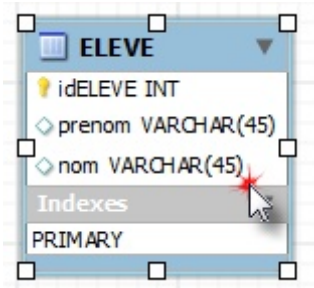 ELEVE
idELEVE INT
prenom VARCHAR(45)
nom VARCHAR(45)
Indexes
PRIMARY